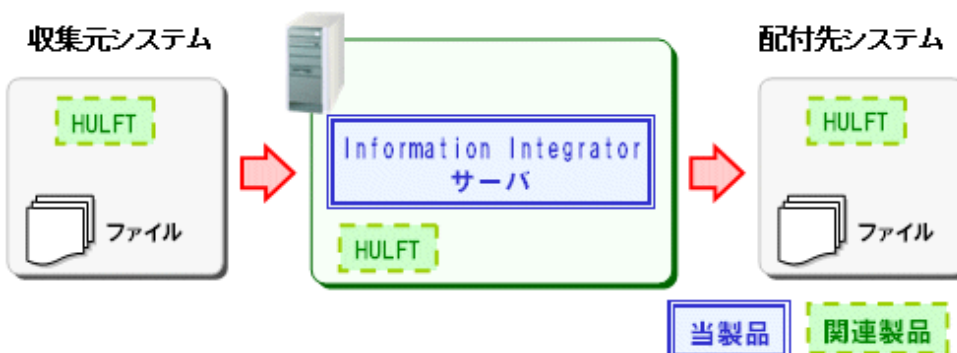 収集元システム
配付先システム
HULFT
ファイル
Information Integrator
サーバ
HULFT
HULFT
ファイル
当製品
関連製品